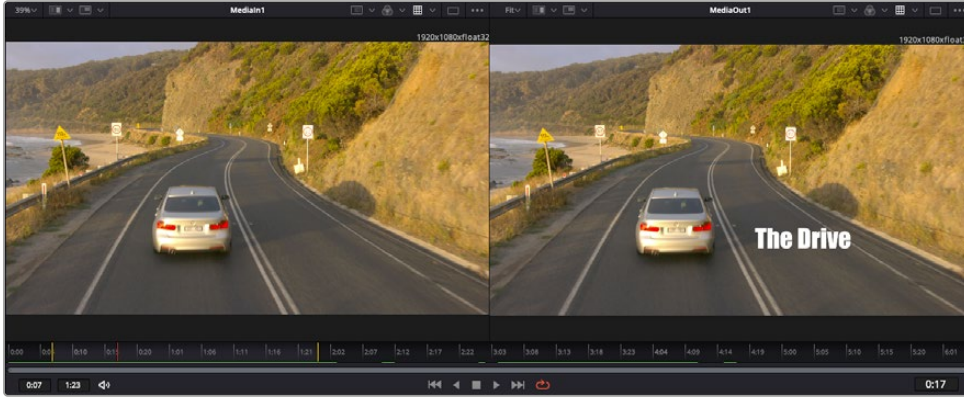 39% MediaIn1 Fit MediaOut1
1920x1080xfloat32
The Drive
0:00 0:10 0:15 0:20 1:01 1:06 1:11 1:16 1:21 2:02 2:07 2:12 2:17 2:22 3:03 3:08 3:13 3:18 3:23 4:04 4:09 4:14 4:19 5:00 5:05 5:10 5:15 5:20 6:01
0:07 1:23 0:17